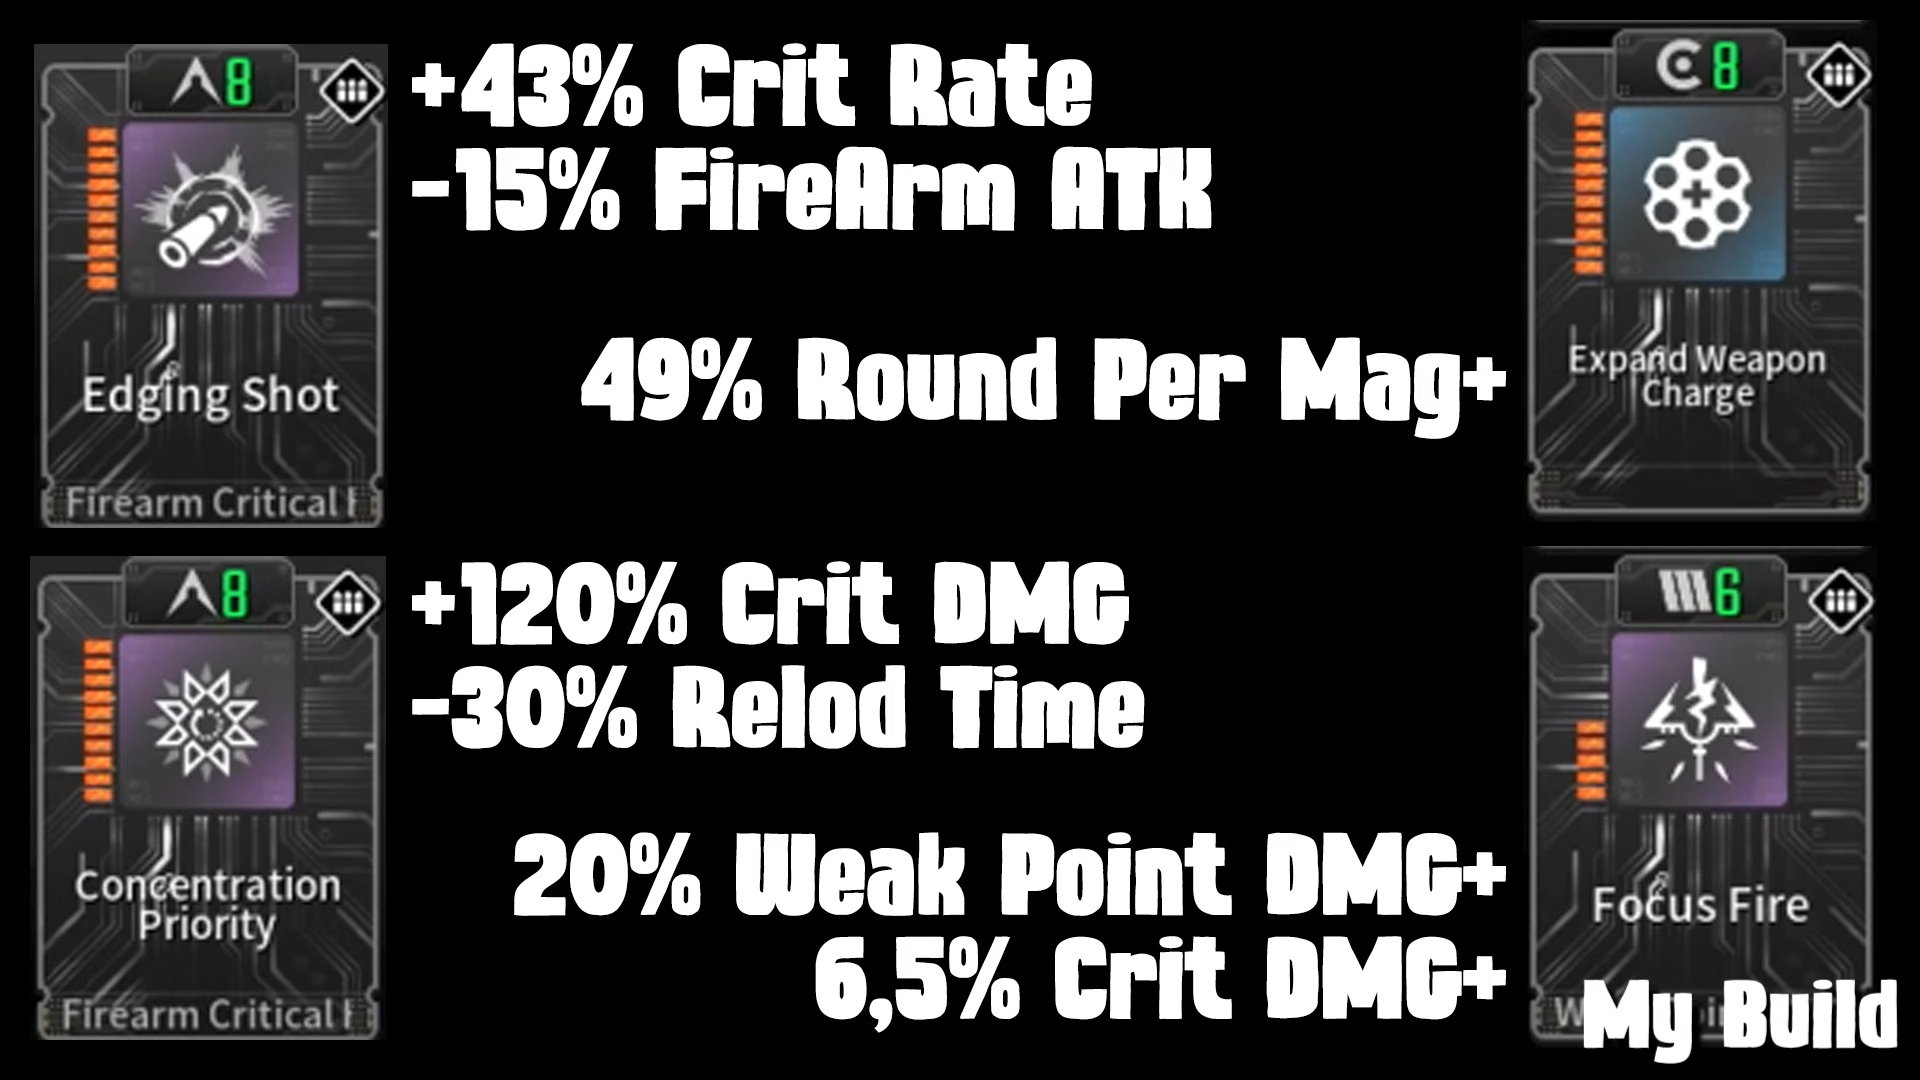 8
+43% Crit Rate
-15% FireArm ATK
Edging Shot
Firearm Critical
8
49% Round Per Mag+
Expand Weapon
Charge
8
+120% Crit DMG
-30% Relod Time
Concentration
Priority
Firearm Critical
6
20% Weak Point DMG+
6,5% Crit DMG+
Focus Fire
My Build